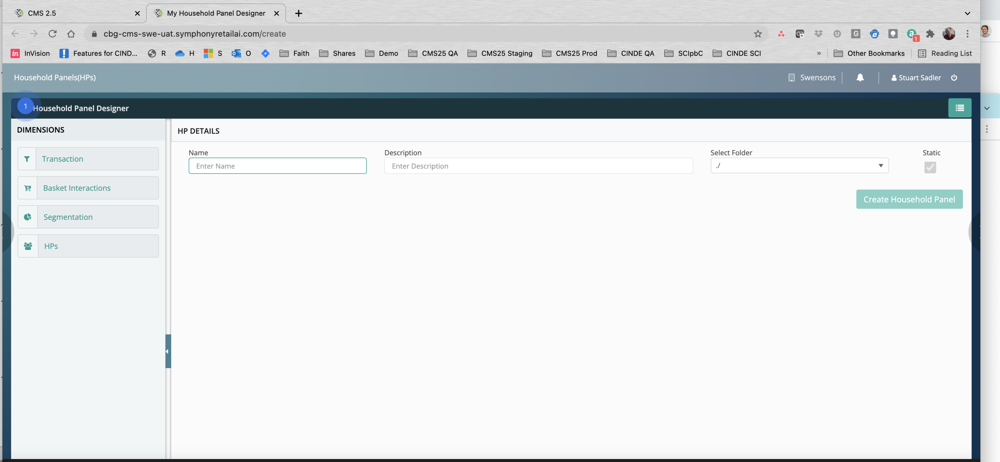 CMS 2.5
My Household Panel Designer
cbg-cms-swe-uat.symphonyretailai.com/create
1
in InVision
Features for CIND...
R
H
S
O
Faith
Shares
Demo
CMS25 QA
CMS25 Staging
CMS25 Prod
CINDE QA
SCIpbC
CINDE SCI
»
Other Bookmarks
Reading List
Household Panels(HPs)
Swensons
Stuart Sadler
1
Household Panel Designer
DIMENSIONS
Transaction
Basket Interactions
Segmentation
HPs
HP DETAILS
Name
Enter Name
Description
Enter Description
Select Folder
./
Static
Create Household Panel